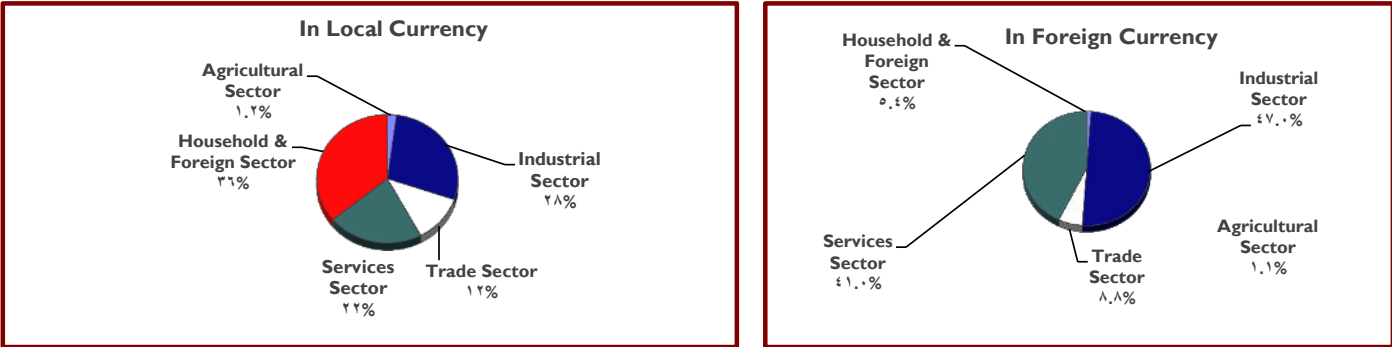 In Local Currency
Agricultural
Sector
١.٢%
Household &
Foreign Sector
٣٦%
Industrial
Sector
٢٨%
Services
Sector
٢٢%
Trade Sector
١٢%
In Foreign Currency
Household &
Foreign
Sector
٥.٤%
Industrial
Sector
٤٧.٠%
Agricultural
Sector
١.١%
Services
Sector
٤١.٠%
Trade
Sector
٨.٨%